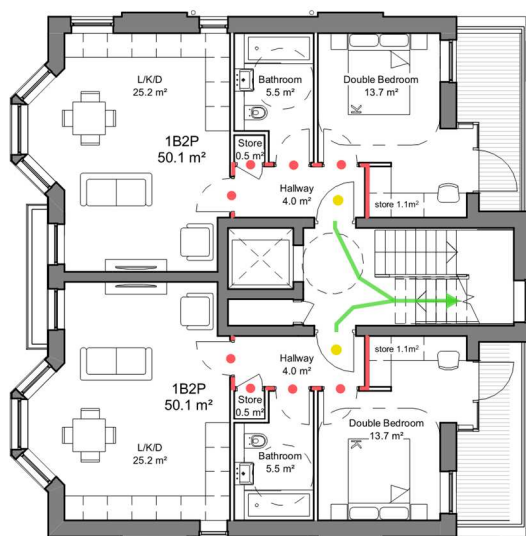 L/K/D
25.2 m²
Bathroom
5.5 m²
Double Bedroom
13.7 m²
1B2P
50.1 m²
Store
0.5 m²
Hallway
4.0 m²
store 1.1m²
Hallway
4.0 m²
store 1.1m²
1B2P
50.1 m²
Store
0.5 m²
L/K/D
25.2 m²
Bathroom
5.5 m²
Double Bedroom
13.7 m²